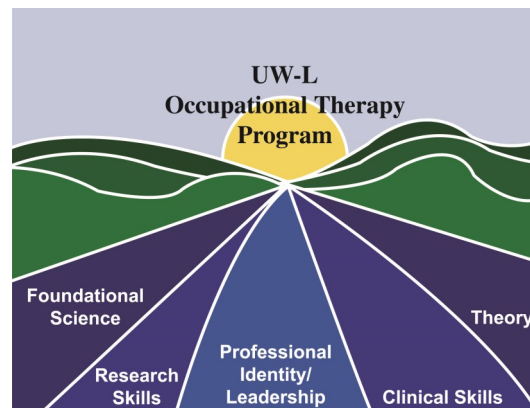 UW-L
Occupational Therapy
Program
Foundational
Science
Research
Skills
Professional
Identity/
Leadership
Clinical Skills
Theory